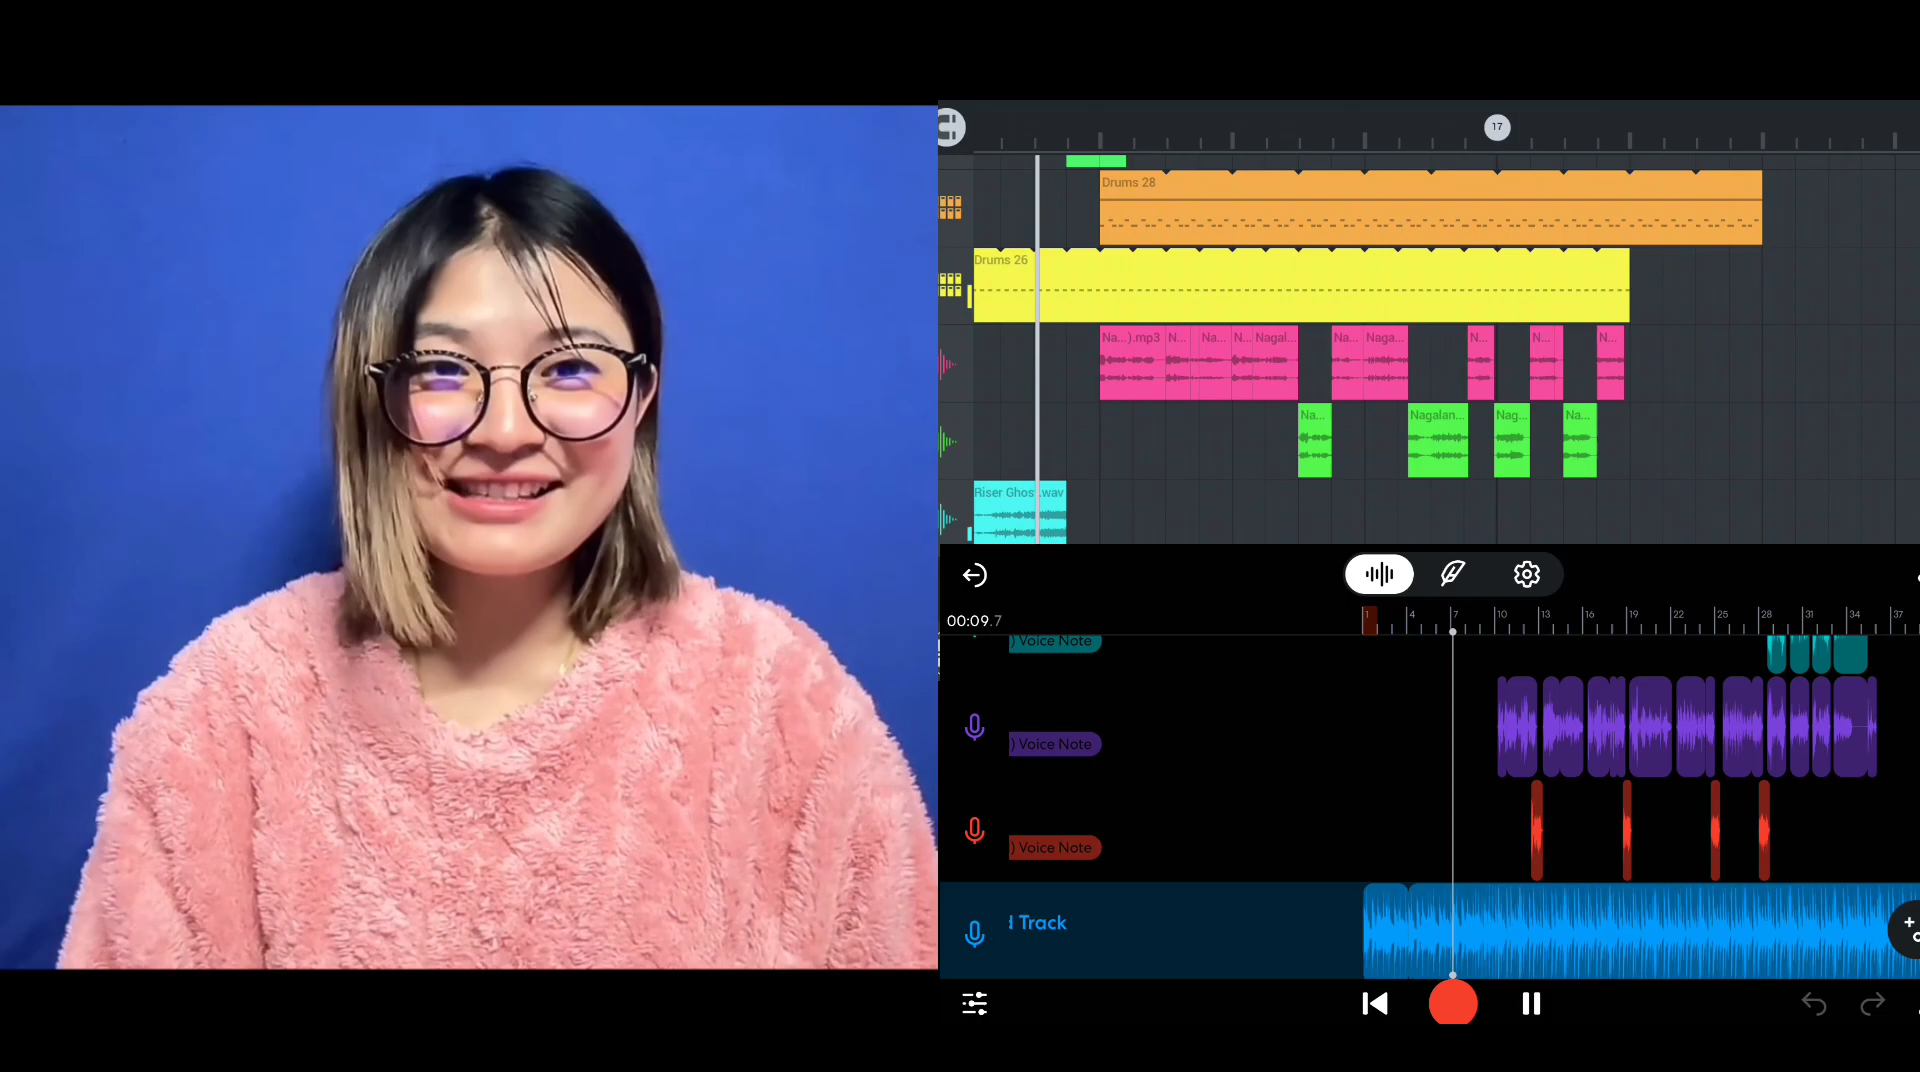 17
Drums 28
Drums 26
Na...).mp3 N... Na... N... Nagal... Na... Naga... N... N... N...
Na... Nagalan... Nag... Na...
Riser Ghost.wav
1 4 7 10 13 16 19 22 25 28 31 34 37
00:09.7
) Voice Note
) Voice Note
) Voice Note
d Track